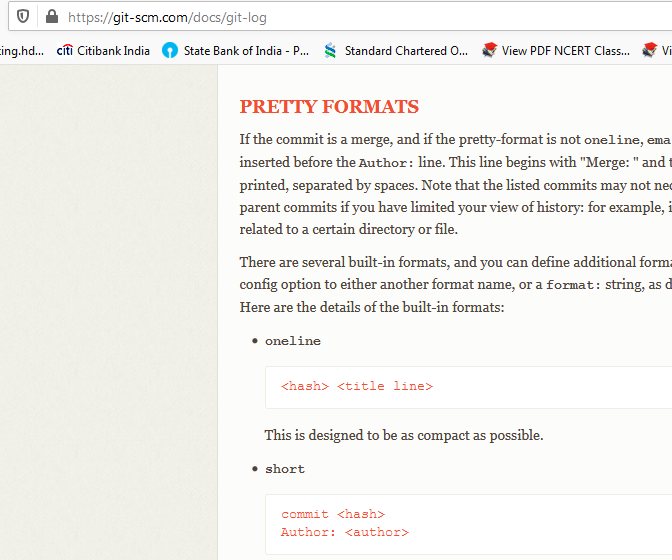 https://git-scm.com/docs/git-log
king.hd... citi Citibank India State Bank of India - P... Standard Chartered O... View PDF NCERT Class... Vi
PRETTY FORMATS
If the commit is a merge, and if the pretty-format is not oneline, ema
inserted before the Author: line. This line begins with "Merge: " and t
printed, separated by spaces. Note that the listed commits may not nec
parent commits if you have limited your view of history: for example, i
related to a certain directory or file.
There are several built-in formats, and you can define additional forma
config option to either another format name, or a format: string, as d
Here are the details of the built-in formats:
• oneline
<hash> <title line>
This is designed to be as compact as possible.
• short
commit <hash>
Author: <author>